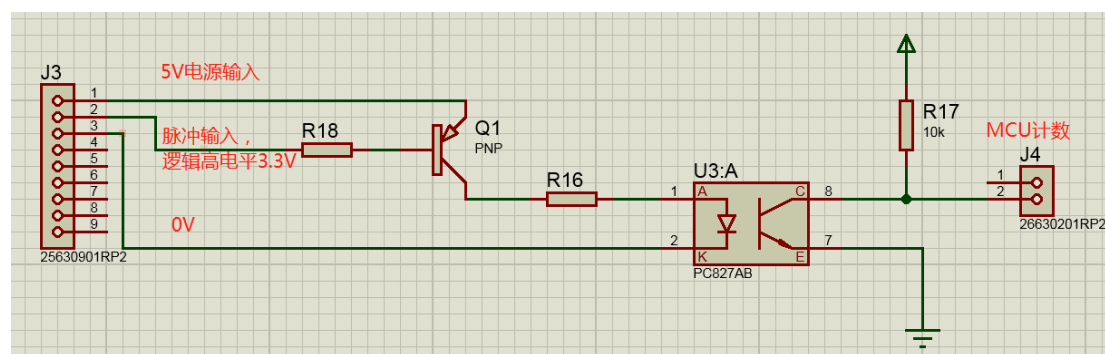 J3
5V电源输入
1
2
3
4
5
6
7
8
9
脉冲输入，
逻辑高电平3.3V
0V
25630901RP2
R18
Q1
PNP
R16
U3:A
1
A
C
8
2
K
E
7
PC827AB
R17
10k
MCU计数
J4
1
2
26630201RP2